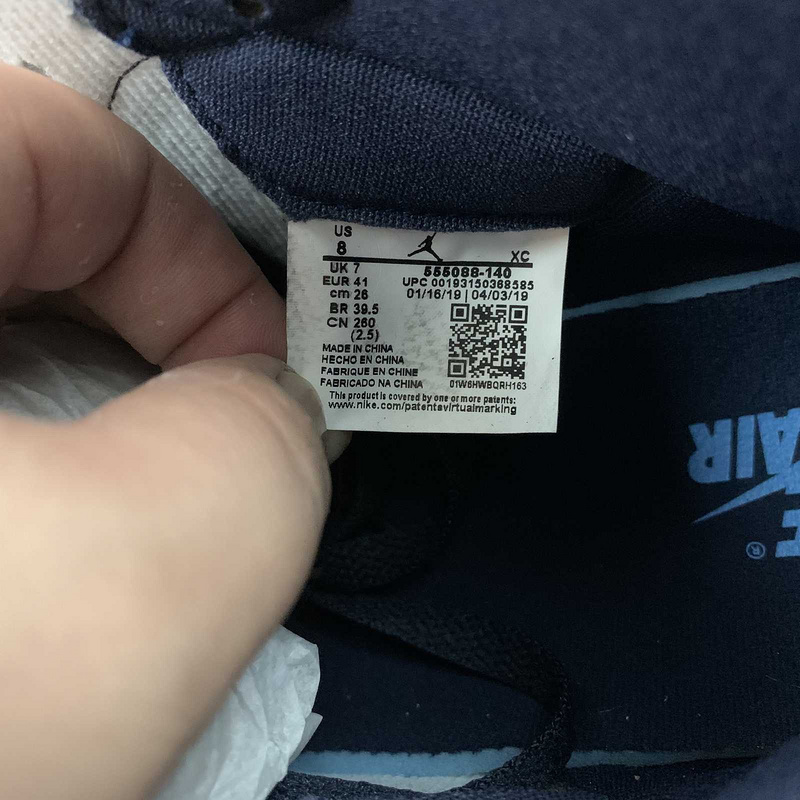 US
8
XC
UK 7
555088-140
EUR 41
UPC 00193150368585
cm 26
01/16/19 | 04/03/19
BR 39.5
CN 260
(2.5)
MADE IN CHINA
HECHO EN CHINA
FABRIQUE EN CHINE
FABRICADO NA CHINA
01W6HWBQRH163
This product is covered by one or more patents:
www.nike.com/patentsvirtualmarking
AIR
®